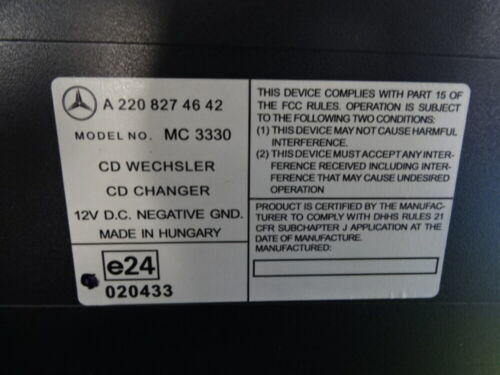 A 220 827 46 42
MODEL NO. MC 3330
CD WECHSLER
CD CHANGER
12V D.C. NEGATIVE GND.
MADE IN HUNGARY
e24
020433
THIS DEVICE COMPLIES WITH PART 15 OF
THE FCC RULES. OPERATION IS SUBJECT
TO THE FOLLOWING TWO CONDITIONS:
(1) THIS DEVICE MAY NOT CAUSE HARMFUL
INTERFERENCE.
(2) THIS DEVICE MUST ACCEPT ANY INTER-
FERENCE RECEIVED INCLUDING INTER-
FERENCE THAT MAY CAUSE UNDESIRED
OPERATION
PRODUCT IS CERTIFIED BY THE MANUFAC-
TURER TO COMPLY WITH DHHS RULES 21
CFR SUBCHAPTER J APPLICATION AT THE
DATE OF MANUFACTURE.
MANUFACTURED: